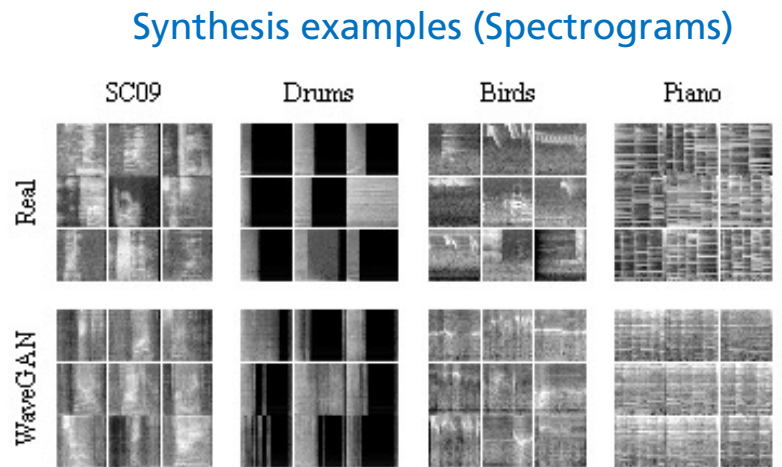 Synthesis examples (Spectrograms)
SC09 Drums Birds Piano
Real
WaveGAN